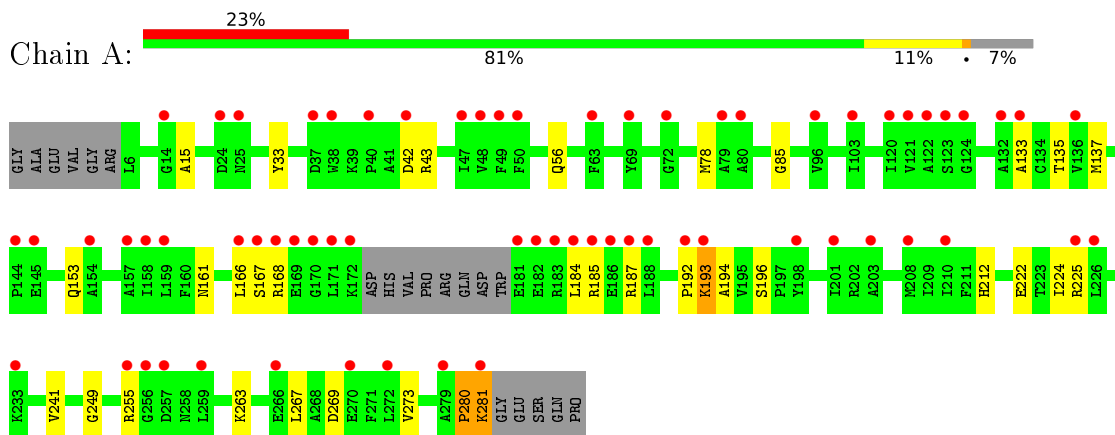 23%
Chain A:
81% 11% • 7%
GLY ALA GLU VAL GLY ARG L6 G14 A15 D24 N25 Y33 D37 W38 K39 P40 A41 D42 R43 I47 V48 F49 F50 Q56 F63 Y69 G72 M78 A79 A80 G85 V96 I103 I120 V121 A122 S123 G124 A132 A133 C134 T135 V136 M137
P144 E145 Q153 A154 A157 I158 L159 F160 N161 L166 S167 R168 E169 G170 L171 K172 ASP HIS VAL PRO ARG GLN ASP TRP E181 E182 R183 L184 R185 E186 R187 L188 P192 K193 A194 V195 S196 P197 Y198 I201 R202 A203 M208 I209 I210 F211 H212 E222 T223 I224 R225 L226
K233 V241 G249 R255 G256 D257 N258 L259 K263 E266 L267 A268 D269 E270 F271 L272 V273 A279 P280 K281 GLY GLU SER GLN PRO